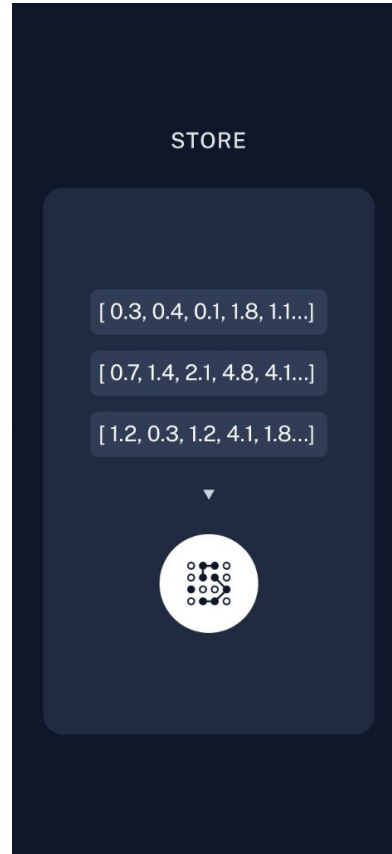 STORE
[ 0.3, 0.4, 0.1, 1.8, 1.1...]
[ 0.7, 1.4, 2.1, 4.8, 4.1...]
[ 1.2, 0.3, 1.2, 4.1, 1.8...]